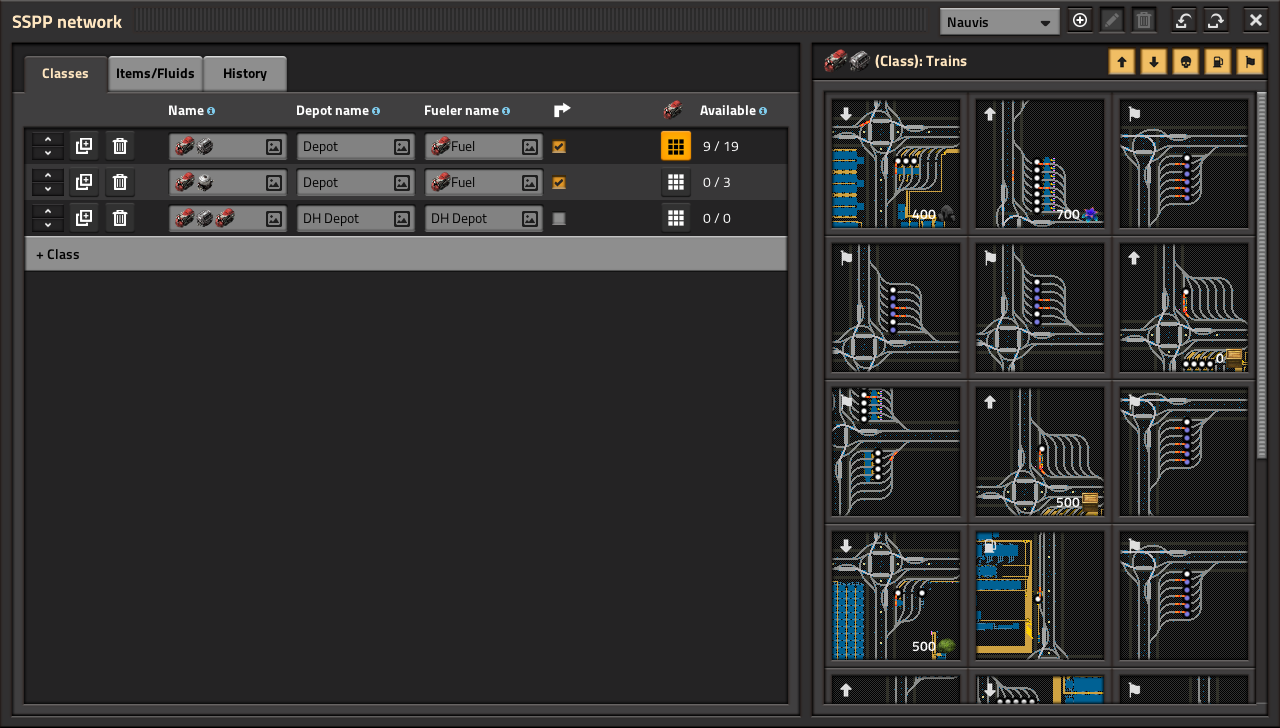 SSPP network
Nauvis
Classes Items/Fluids History
(Class): Trains
Name Depot name Fueler name Available
Depot Fuel 9 / 19
Depot Fuel 0 / 3
DH Depot DH Depot 0 / 0
+ Class
400
700
0
500
500